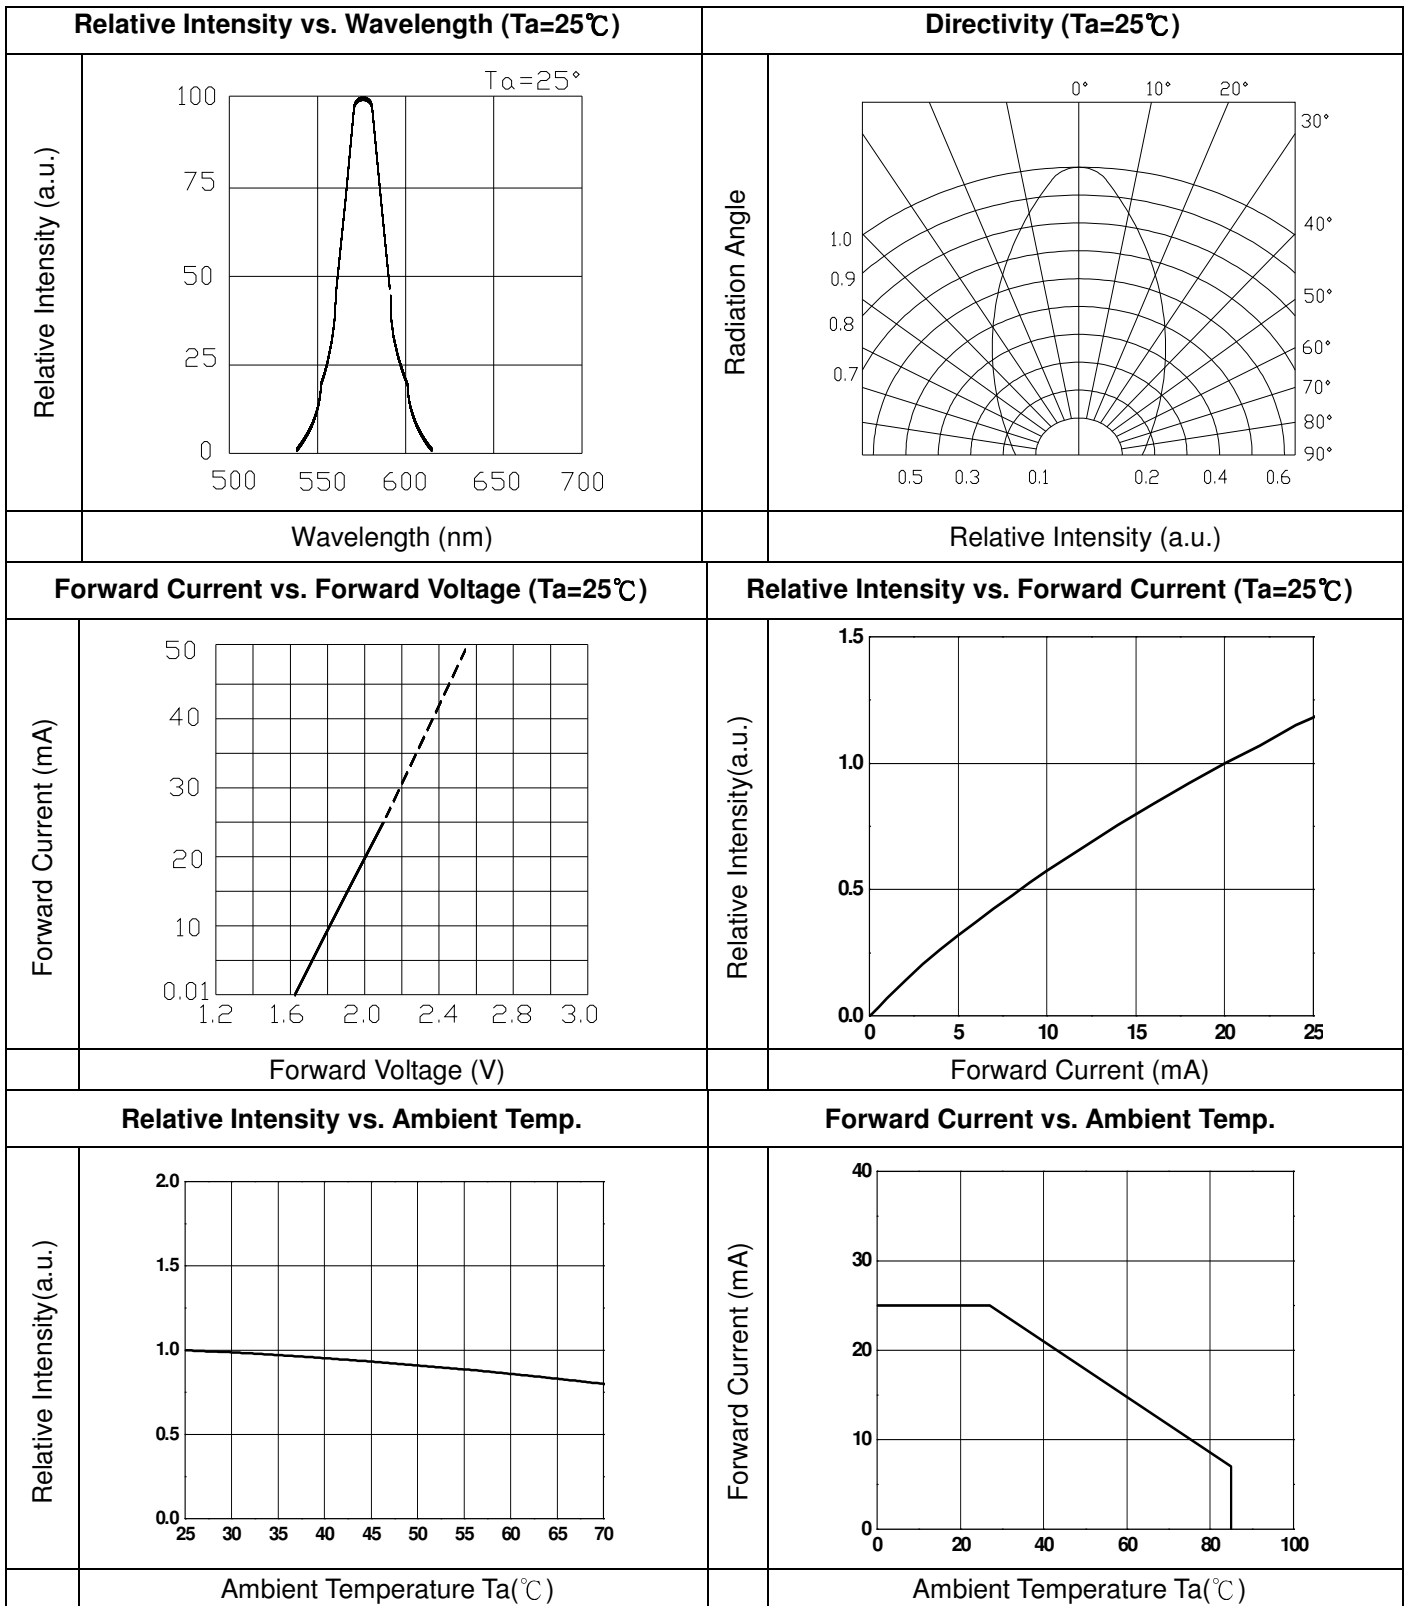 Relative Intensity vs. Wavelength (Ta=25℃)
Directivity (Ta=25℃)
Relative Intensity (a.u.)
Ta=25°
100
75
50
25
0
500 550 600 650 700
Wavelength (nm)
Radiation Angle
0° 10° 20°
30°
40°
50°
60°
70°
80°
90°
1.0
0.9
0.8
0.7
0.5 0.3 0.1 0.2 0.4 0.6
Relative Intensity (a.u.)
Forward Current vs. Forward Voltage (Ta=25℃)
Relative Intensity vs. Forward Current (Ta=25℃)
Forward Current (mA)
50
40
30
20
10
0.01
1.2 1.6 2.0 2.4 2.8 3.0
Forward Voltage (V)
Relative Intensity(a.u.)
1.5
1.0
0.5
0.0
0 5 10 15 20 25
Forward Current (mA)
Relative Intensity vs. Ambient Temp.
Forward Current vs. Ambient Temp.
Relative Intensity(a.u.)
2.0
1.5
1.0
0.5
0.0
25 30 35 40 45 50 55 60 65 70
Ambient Temperature Ta(℃)
Forward Current (mA)
40
30
20
10
0
0 20 40 60 80 100
Ambient Temperature Ta(℃)